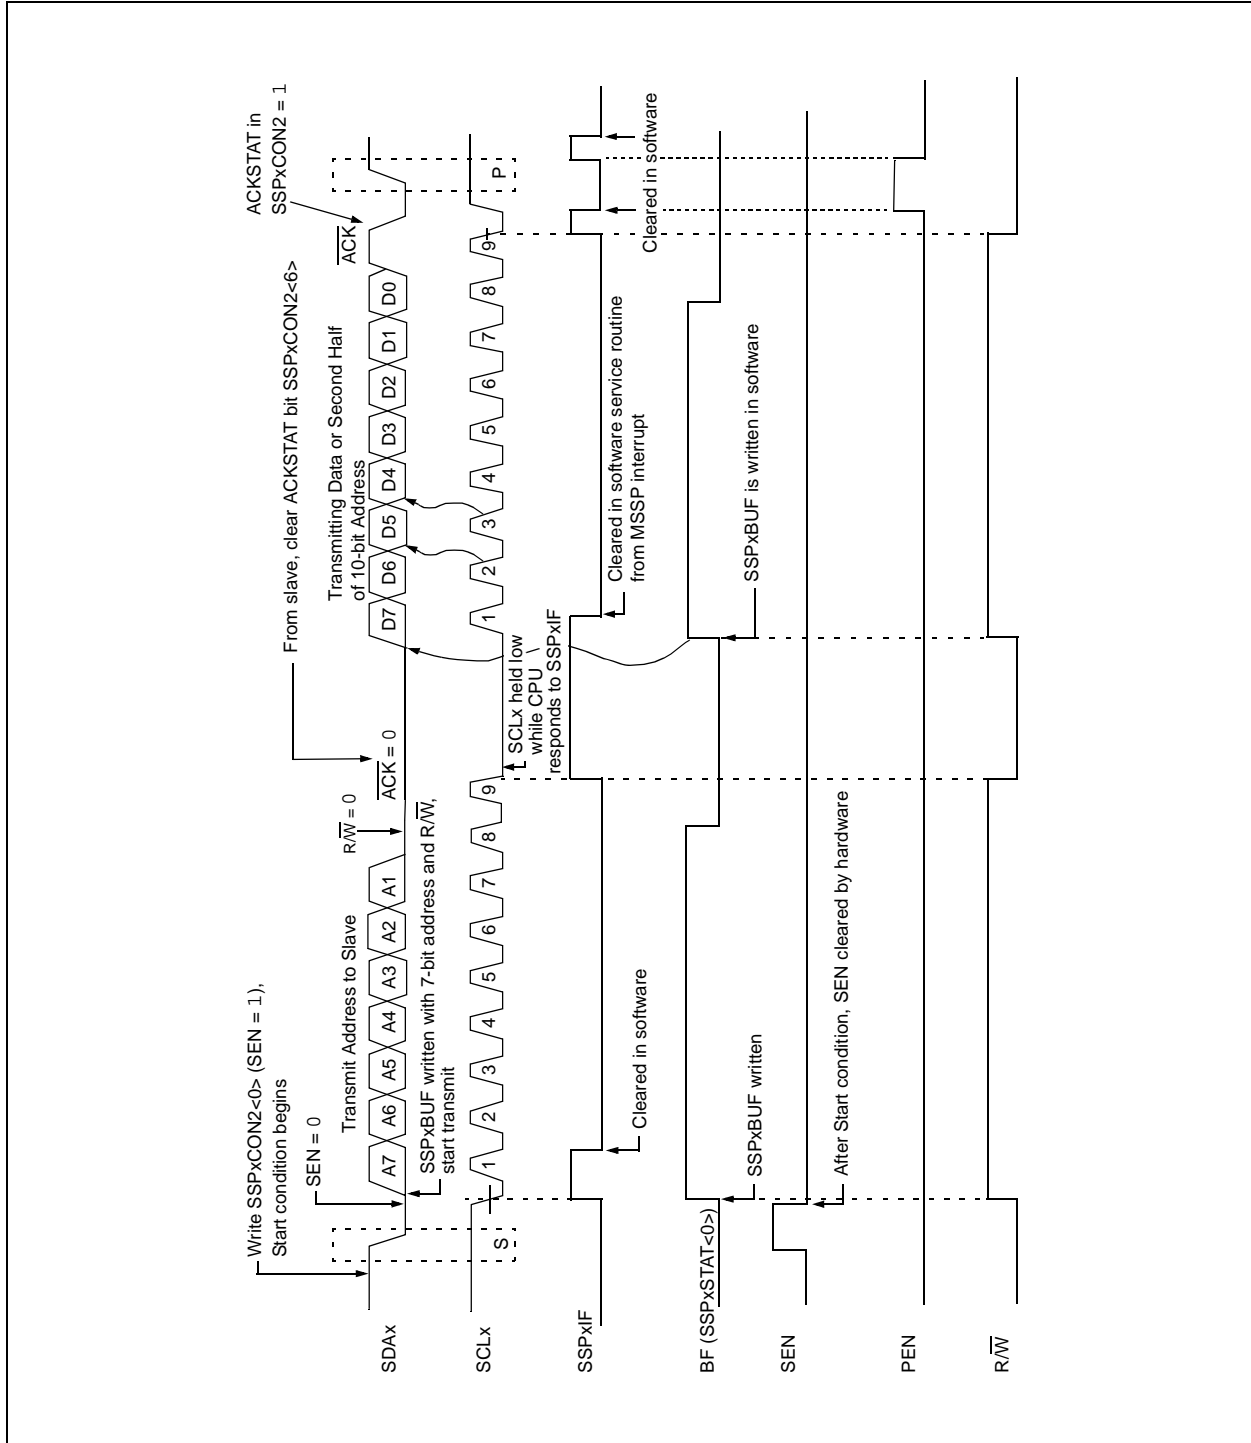 Write SSPxCON2<0> (SEN = 1),
Start condition begins
SEN = 0
Transmit Address to Slave
R/W = 0
From slave, clear ACKSTAT bit SSPxCON2<6>
ACK = 0
Transmitting Data or Second Half
of 10-bit Address
ACKSTAT in
SSPxCON2 = 1
ACK
SDAx
A7 A6 A5 A4 A3 A2 A1
D7 D6 D5 D4 D3 D2 D1 D0
SSPxBUF written with 7-bit address and R/W,
start transmit
SCLx
S
1 2 3 4 5 6 7 8 9
1 2 3 4 5 6 7 8 9
P
SCLx held low
while CPU
responds to SSPxIF
SSPxIF
Cleared in software
Cleared in software service routine
from MSSP interrupt
Cleared in software
BF (SSPxSTAT<0>)
SSPxBUF written
SSPxBUF is written in software
SEN
After Start condition, SEN cleared by hardware
PEN
R/W